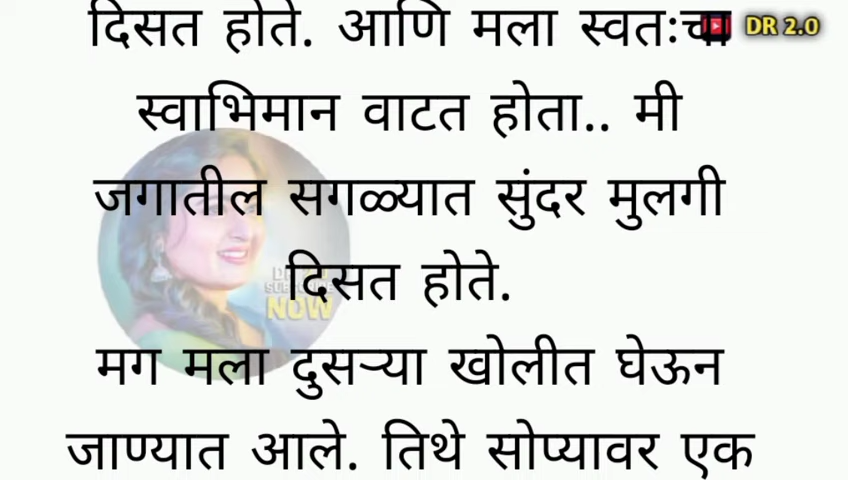 दिसत होते. आणि मला स्वतःचा
DR 2.0
स्वाभिमान वाटत होता.. मी
जगातील सगळ्यात सुंदर मुलगी
दिसत होते.
SUBSCRIBE
NOW
मग मला दुसऱ्या खोलीत घेऊन
जाण्यात आले. तिथे सोप्यावर एक